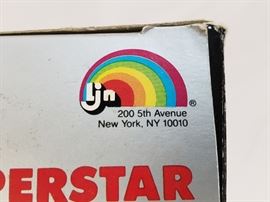 Ljn
®
200 5th Avenue
New York, NY 10010
PERSTAR